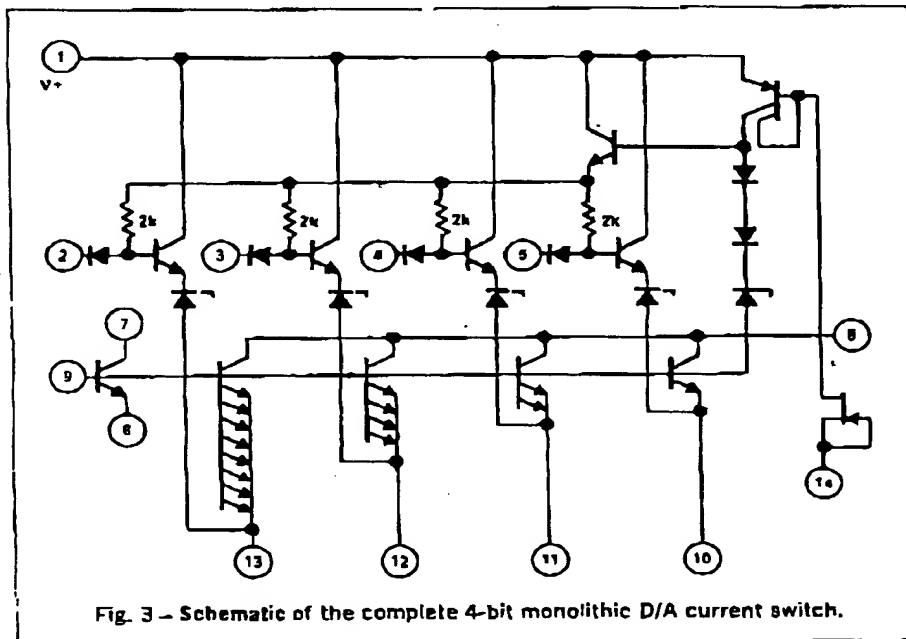 1
V+
2k
2k
2k
2k
2
3
4
5
7
8
9
6
14
13
12
11
10
Fig. 3 – Schematic of the complete 4-bit monolithic D/A current switch.